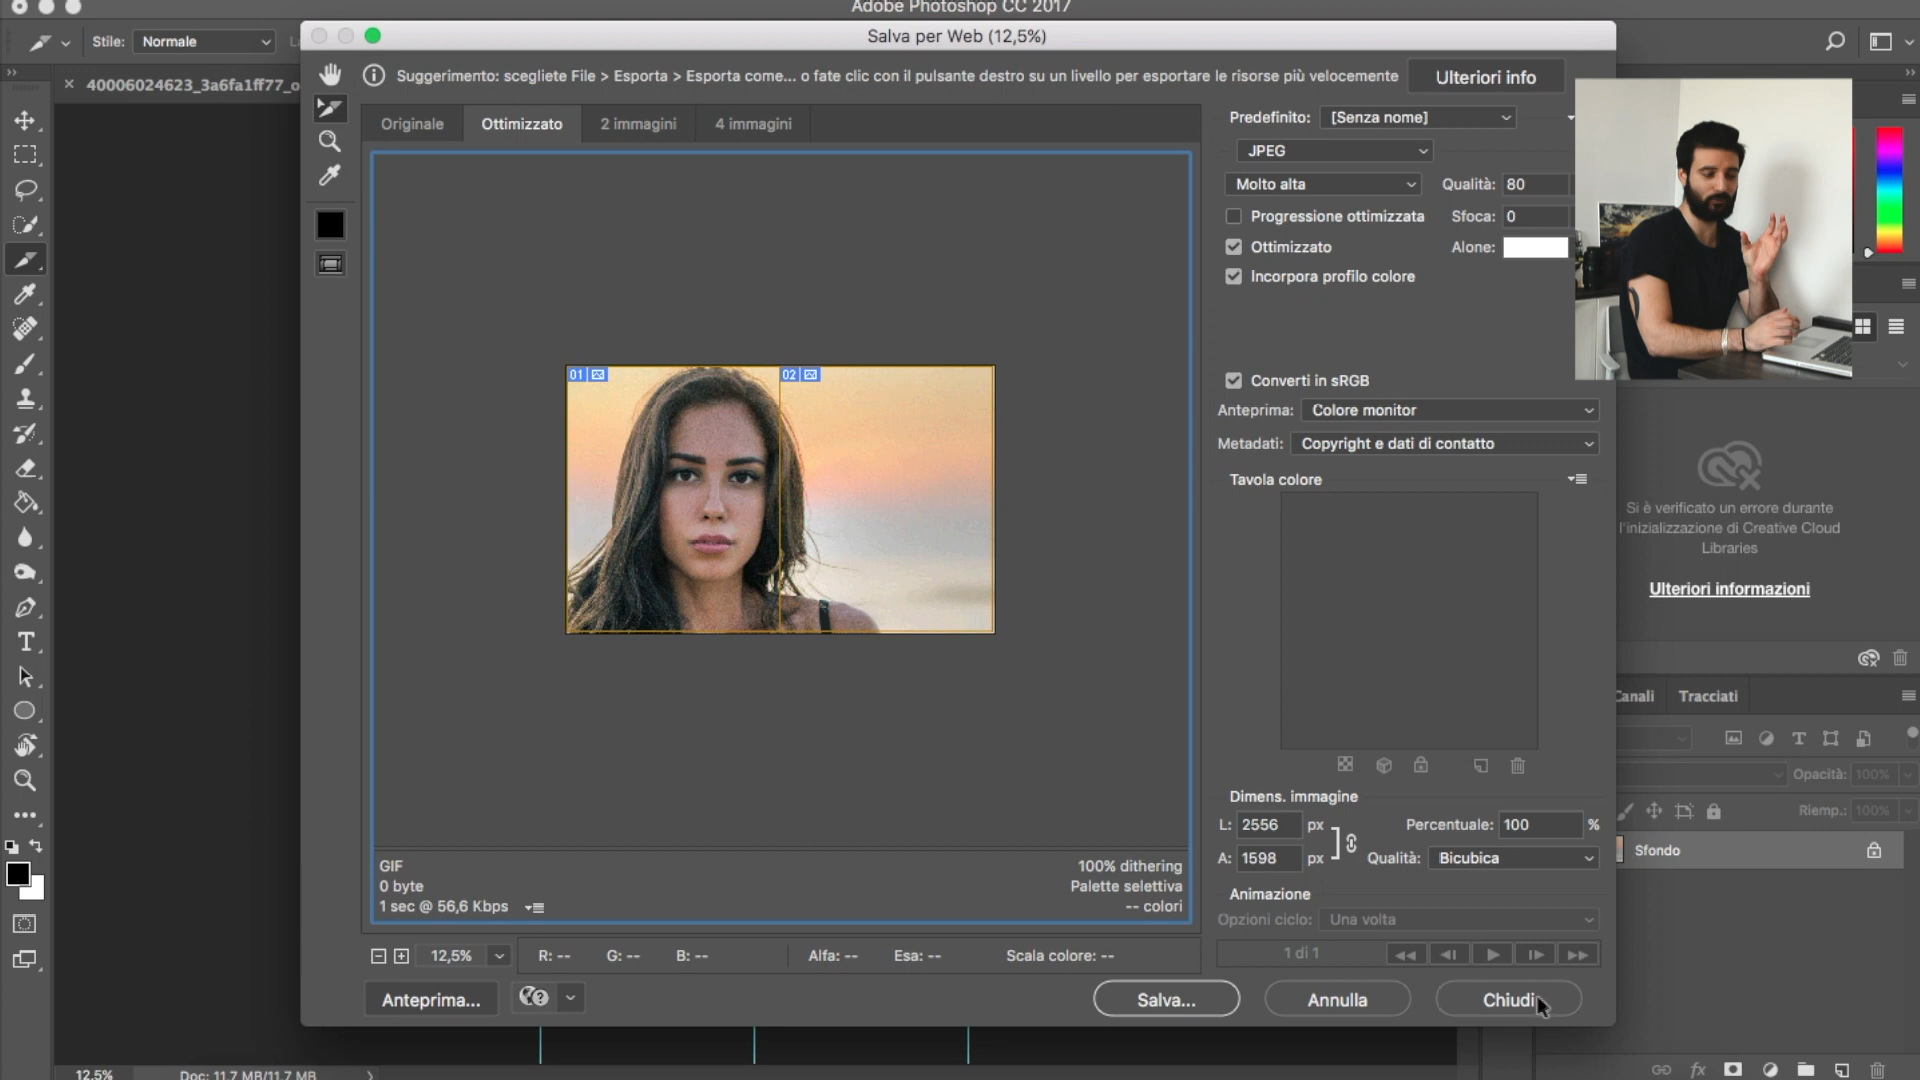 Adobe Photoshop CC 2017
Stile: Normale
Salva per Web (12,5%)
40006024623_3a6fa1ff77_o
Suggerimento: scegliete File > Esporta > Esporta come... o fate clic con il pulsante destro su un livello per esportare le risorse più velocemente
Ulteriori info
Originale
Ottimizzato
2 immagini
4 immagini
Predefinito: [Senza nome]
JPEG
Molto alta
Qualità: 80
Progressione ottimizzata
Sfoca: 0
Ottimizzato
Alone:
Incorpora profilo colore
Converti in sRGB
Anteprima: Colore monitor
Metadati: Copyright e dati di contatto
Tavola colore
01
02
Si è verificato un errore durante
l'inizializzazione di Creative Cloud
Libraries
Ulteriori informazioni
Canali
Tracciati
Opacità: 100%
Riemp.: 100%
Sfondo
Dimens. immagine
L: 2556 px
Percentuale: 100 %
A: 1598 px
Qualità: Bicubica
Animazione
Opzioni ciclo: Una volta
1 di 1
GIF
0 byte
1 sec @ 56,6 Kbps
100% dithering
Palette selettiva
-- colori
12,5%
R: --
G: --
B: --
Alfa: --
Esa: --
Scala colore: --
Anteprima...
Salva...
Annulla
Chiudi
12,5%
Doc: 11,7 MB/11,7 MB
fx